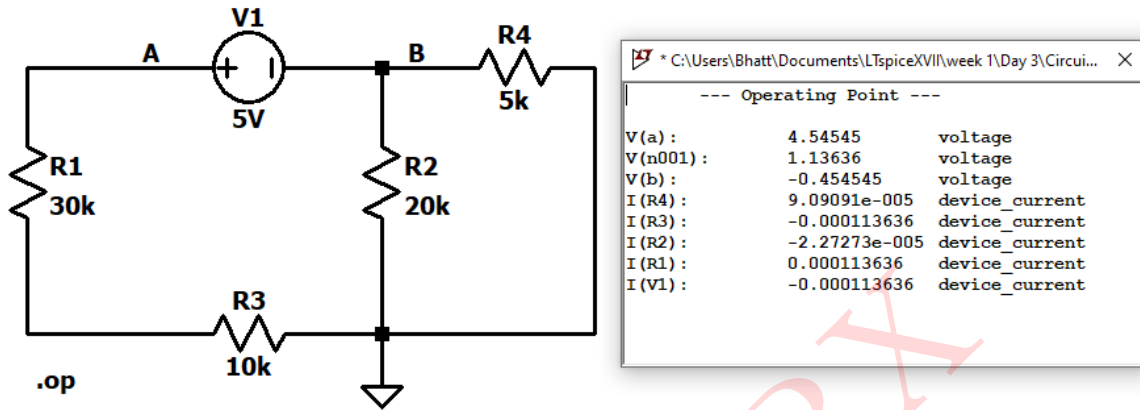 V1
A
B
R4
5V
5k
R1
30k
R2
20k
R3
10k
.op
* C:\Users\Bhatt\Documents\LTspiceXVII\week 1\Day 3\Circui...
--- Operating Point ---
V(a): 4.54545 voltage
V(n001): 1.13636 voltage
V(b): -0.454545 voltage
I(R4): 9.09091e-005 device_current
I(R3): -0.000113636 device_current
I(R2): -2.27273e-005 device_current
I(R1): 0.000113636 device_current
I(V1): -0.000113636 device_current